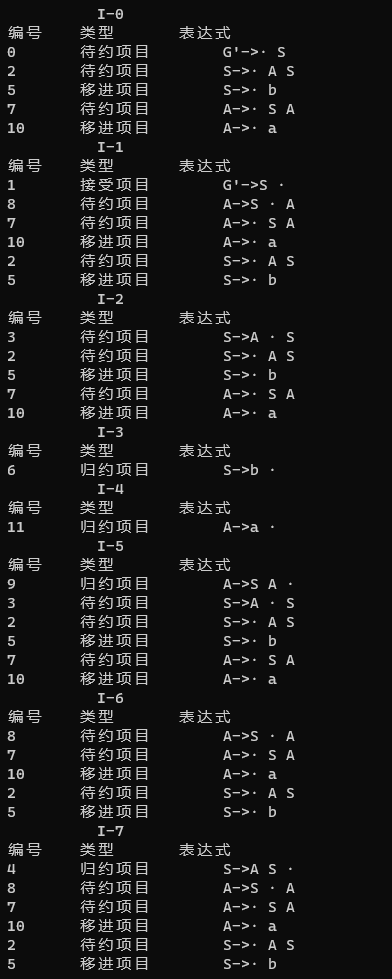 I-0
编号 类型 表达式
0 待约项目 G'->· S
2 待约项目 S->· A S
5 移进项目 S->· b
7 待约项目 A->· S A
10 移进项目 A->· a
I-1
编号 类型 表达式
1 接受项目 G'->S ·
8 待约项目 A->S · A
7 待约项目 A->· S A
10 移进项目 A->· a
2 待约项目 S->· A S
5 移进项目 S->· b
I-2
编号 类型 表达式
3 待约项目 S->A · S
2 待约项目 S->· A S
5 移进项目 S->· b
7 待约项目 A->· S A
10 移进项目 A->· a
I-3
编号 类型 表达式
6 归约项目 S->b ·
I-4
编号 类型 表达式
11 归约项目 A->a ·
I-5
编号 类型 表达式
9 归约项目 A->S A ·
3 待约项目 S->A · S
2 待约项目 S->· A S
5 移进项目 S->· b
7 待约项目 A->· S A
10 移进项目 A->· a
I-6
编号 类型 表达式
8 待约项目 A->S · A
7 待约项目 A->· S A
10 移进项目 A->· a
2 待约项目 S->· A S
5 移进项目 S->· b
I-7
编号 类型 表达式
4 归约项目 S->A S ·
8 待约项目 A->S · A
7 待约项目 A->· S A
10 移进项目 A->· a
2 待约项目 S->· A S
5 移进项目 S->· b